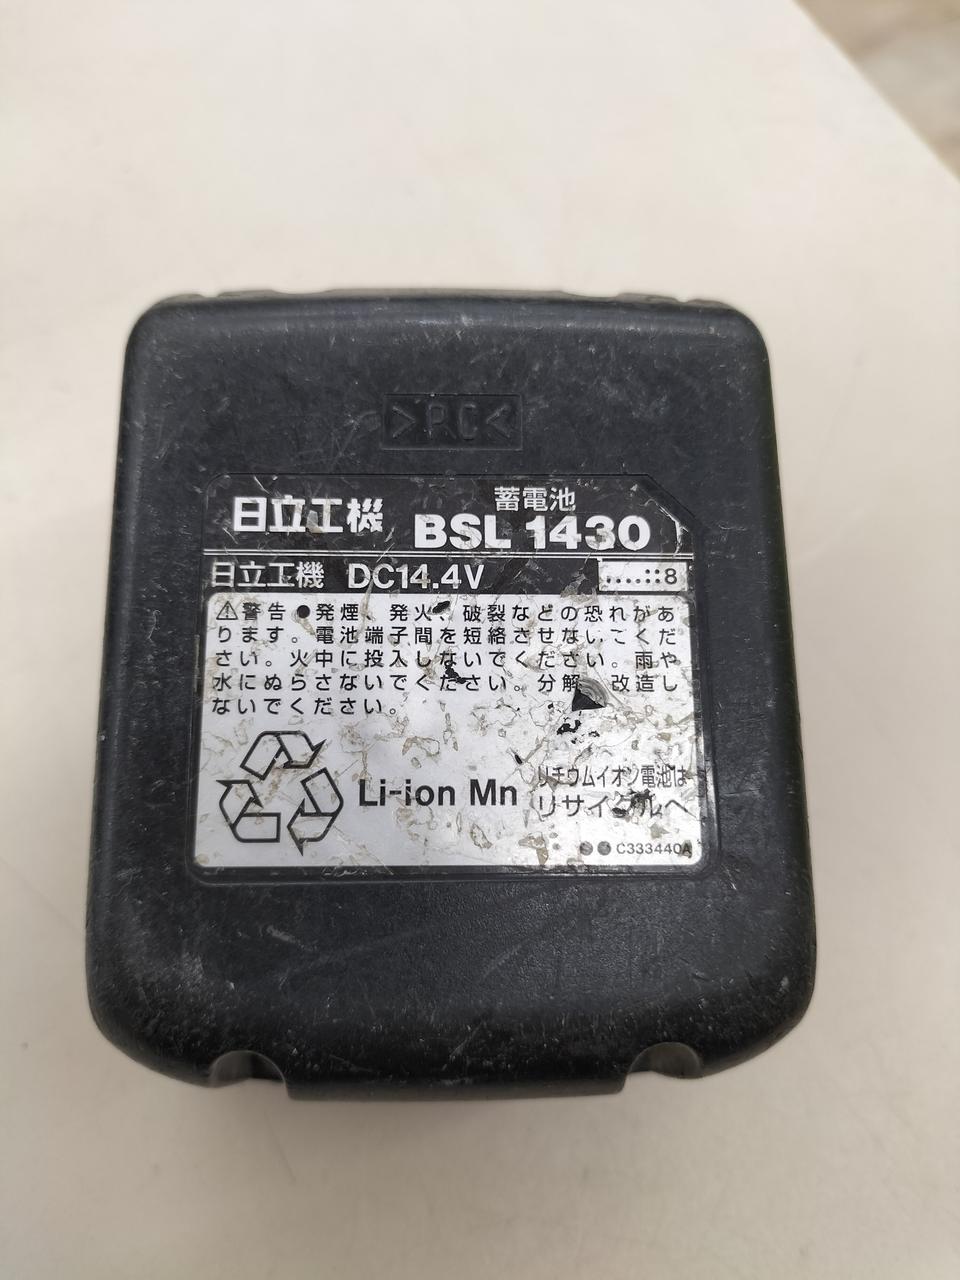 >PC<
蓄電池
日立工機 BSL 1430
日立工機 DC14.4V
....::8
⚠警告 ●発煙、発火、破裂などの恐れがあ
ります。電池端子間を短絡させないでくだ
さい。火中に投入しないでください。雨や
水にぬらさないでください。分解、改造し
ないでください。
Li-ion Mn
リチウムイオン電池は
リサイクルへ
●● C333440A